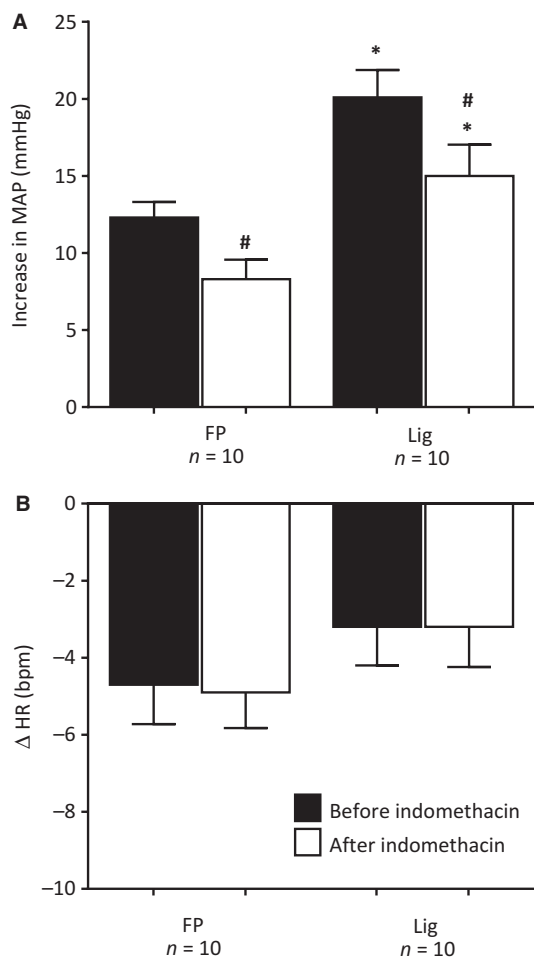 A
Increase in MAP (mmHg)
25
20
15
10
5
0
*
#
#
*
FP
n = 10
Lig
n = 10
B
Δ HR (bpm)
0
−2
−4
−6
−8
−10
Before indomethacin
After indomethacin
FP
n = 10
Lig
n = 10